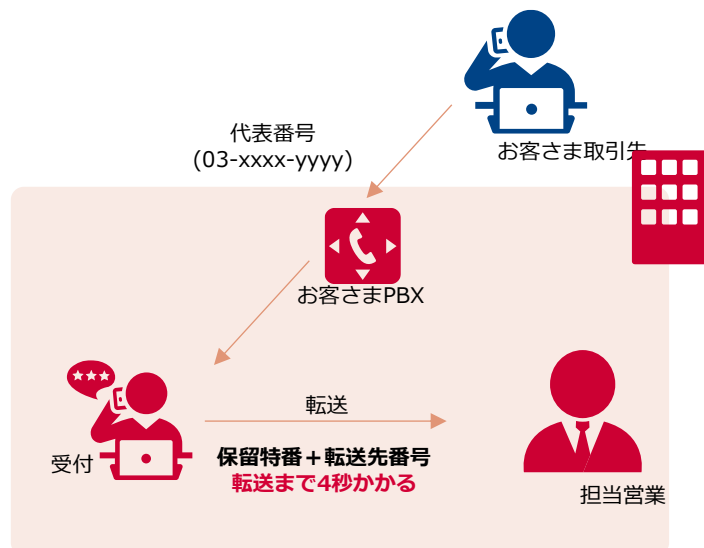 代表番号
(03-xxxx-yyyy)
お客さま取引先
お客さまPBX
転送
受付
保留特番＋転送先番号
転送まで4秒かかる
担当営業